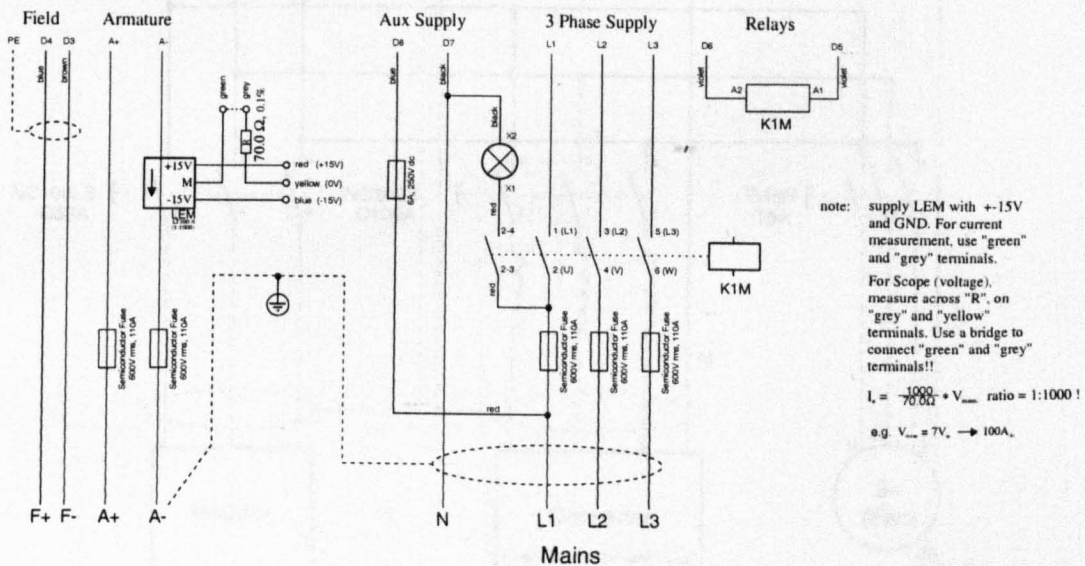 Field Armature Aux Supply 3 Phase Supply Relays
PE D4 D3 A+ A- D8 D7 L1 L2 L3 D6 D5
blue brown green grey blue black violet violet
70.0 Ω, 0.1%
R
A2 A1
K1M
black
X2
X1
+15V red (+15V)
M yellow (0V)
-15V blue (-15V)
LEM
6A, 250V dc
red
2-4 1 (L1) 3 (L2) 5 (L3)
2-3 2 (U) 4 (V) 6 (W)
K1M
red
Semiconductor Fuse
600V rms, 110A
Semiconductor Fuse
600V rms, 110A
Semiconductor Fuse
600V rms, 110A
Semiconductor Fuse
600V rms, 110A
Semiconductor Fuse
600V rms, 110A
red
note: supply LEM with +-15V
and GND. For current
measurement, use "green"
and "grey" terminals.
For Scope (voltage),
measure across "R", on
"grey" and "yellow"
terminals. Use a bridge to
connect "green" and "grey"
terminals!!
= 1000
70.0Ω * ratio = 1:1000 !
e.g. = 7V → 100A
F+ F- A+ A- N L1 L2 L3
Mains